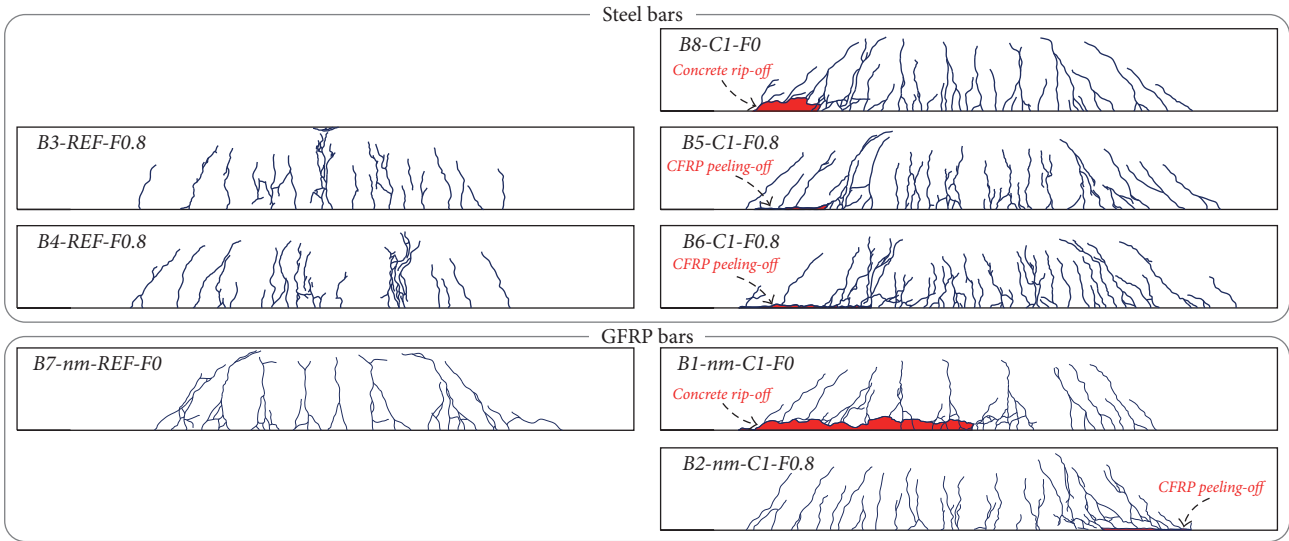 Steel bars
B8-C1-F0
Concrete rip-off
B3-REF-F0.8
B5-C1-F0.8
CFRP peeling-off
B4-REF-F0.8
B6-C1-F0.8
CFRP peeling-off
GFRP bars
B7-nm-REF-F0
B1-nm-C1-F0
Concrete rip-off
B2-nm-C1-F0.8
CFRP peeling-off